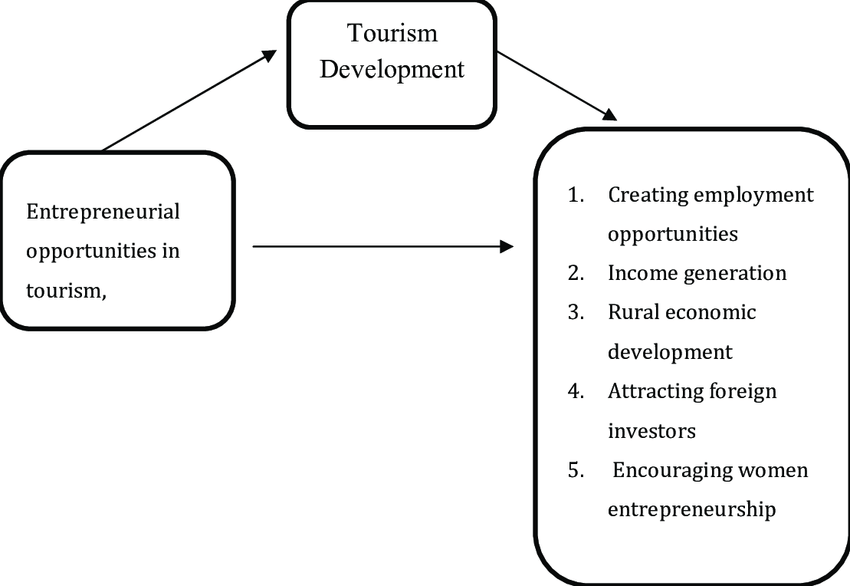 Tourism
Development
Entrepreneurial
opportunities in
tourism,
1. Creating employment
opportunities
2. Income generation
3. Rural economic
development
4. Attracting foreign
investors
5. Encouraging women
entrepreneurship